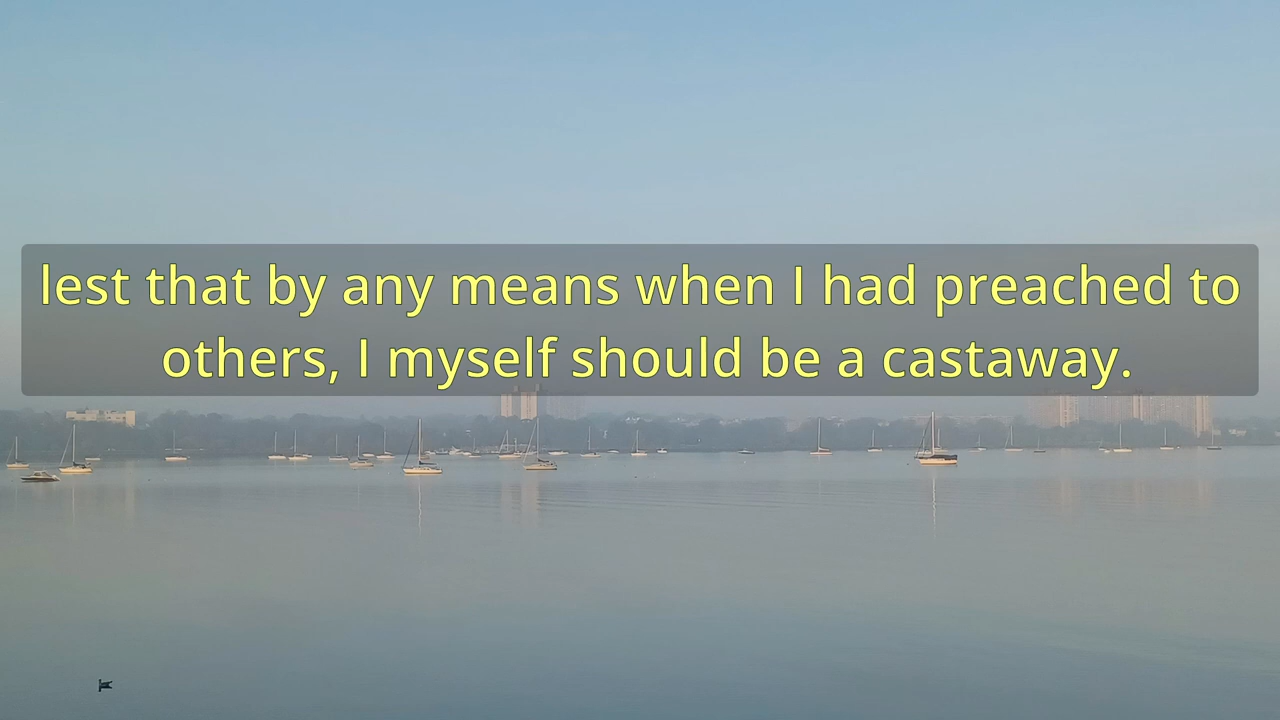 lest that by any means when I had preached to
others, I myself should be a castaway.